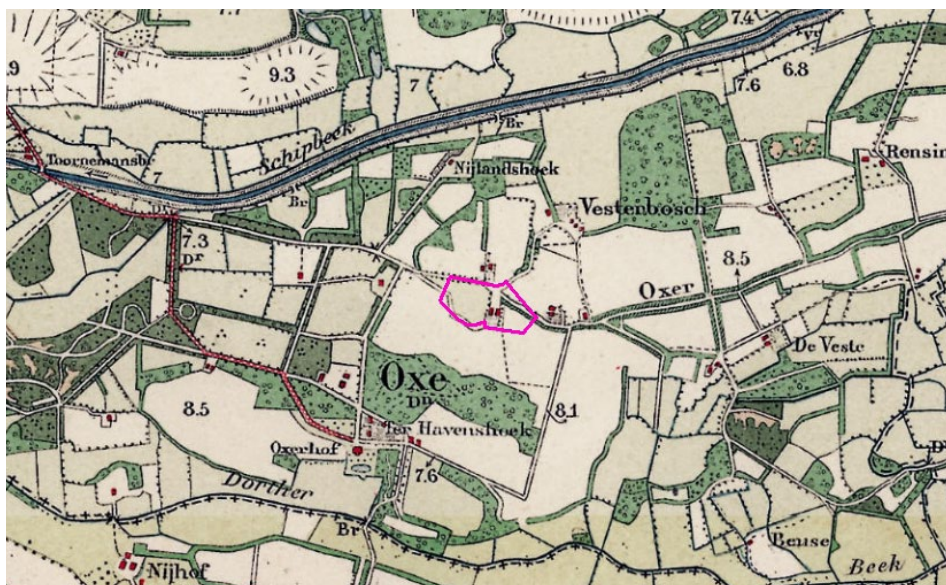 9.3
7
7.4
7.6
6.8
.9
Schipbeek
Br
Toornemansbr
7
Nijlandshoek
Rensin
Br
Vestenbosch
7.3
8.5
Oxer
De Veste
Oxe
8.5
8.1
Ter Havenshoek
Oxerhof
7.6
Dorther
Br
Beuse
Nijhof
Beek